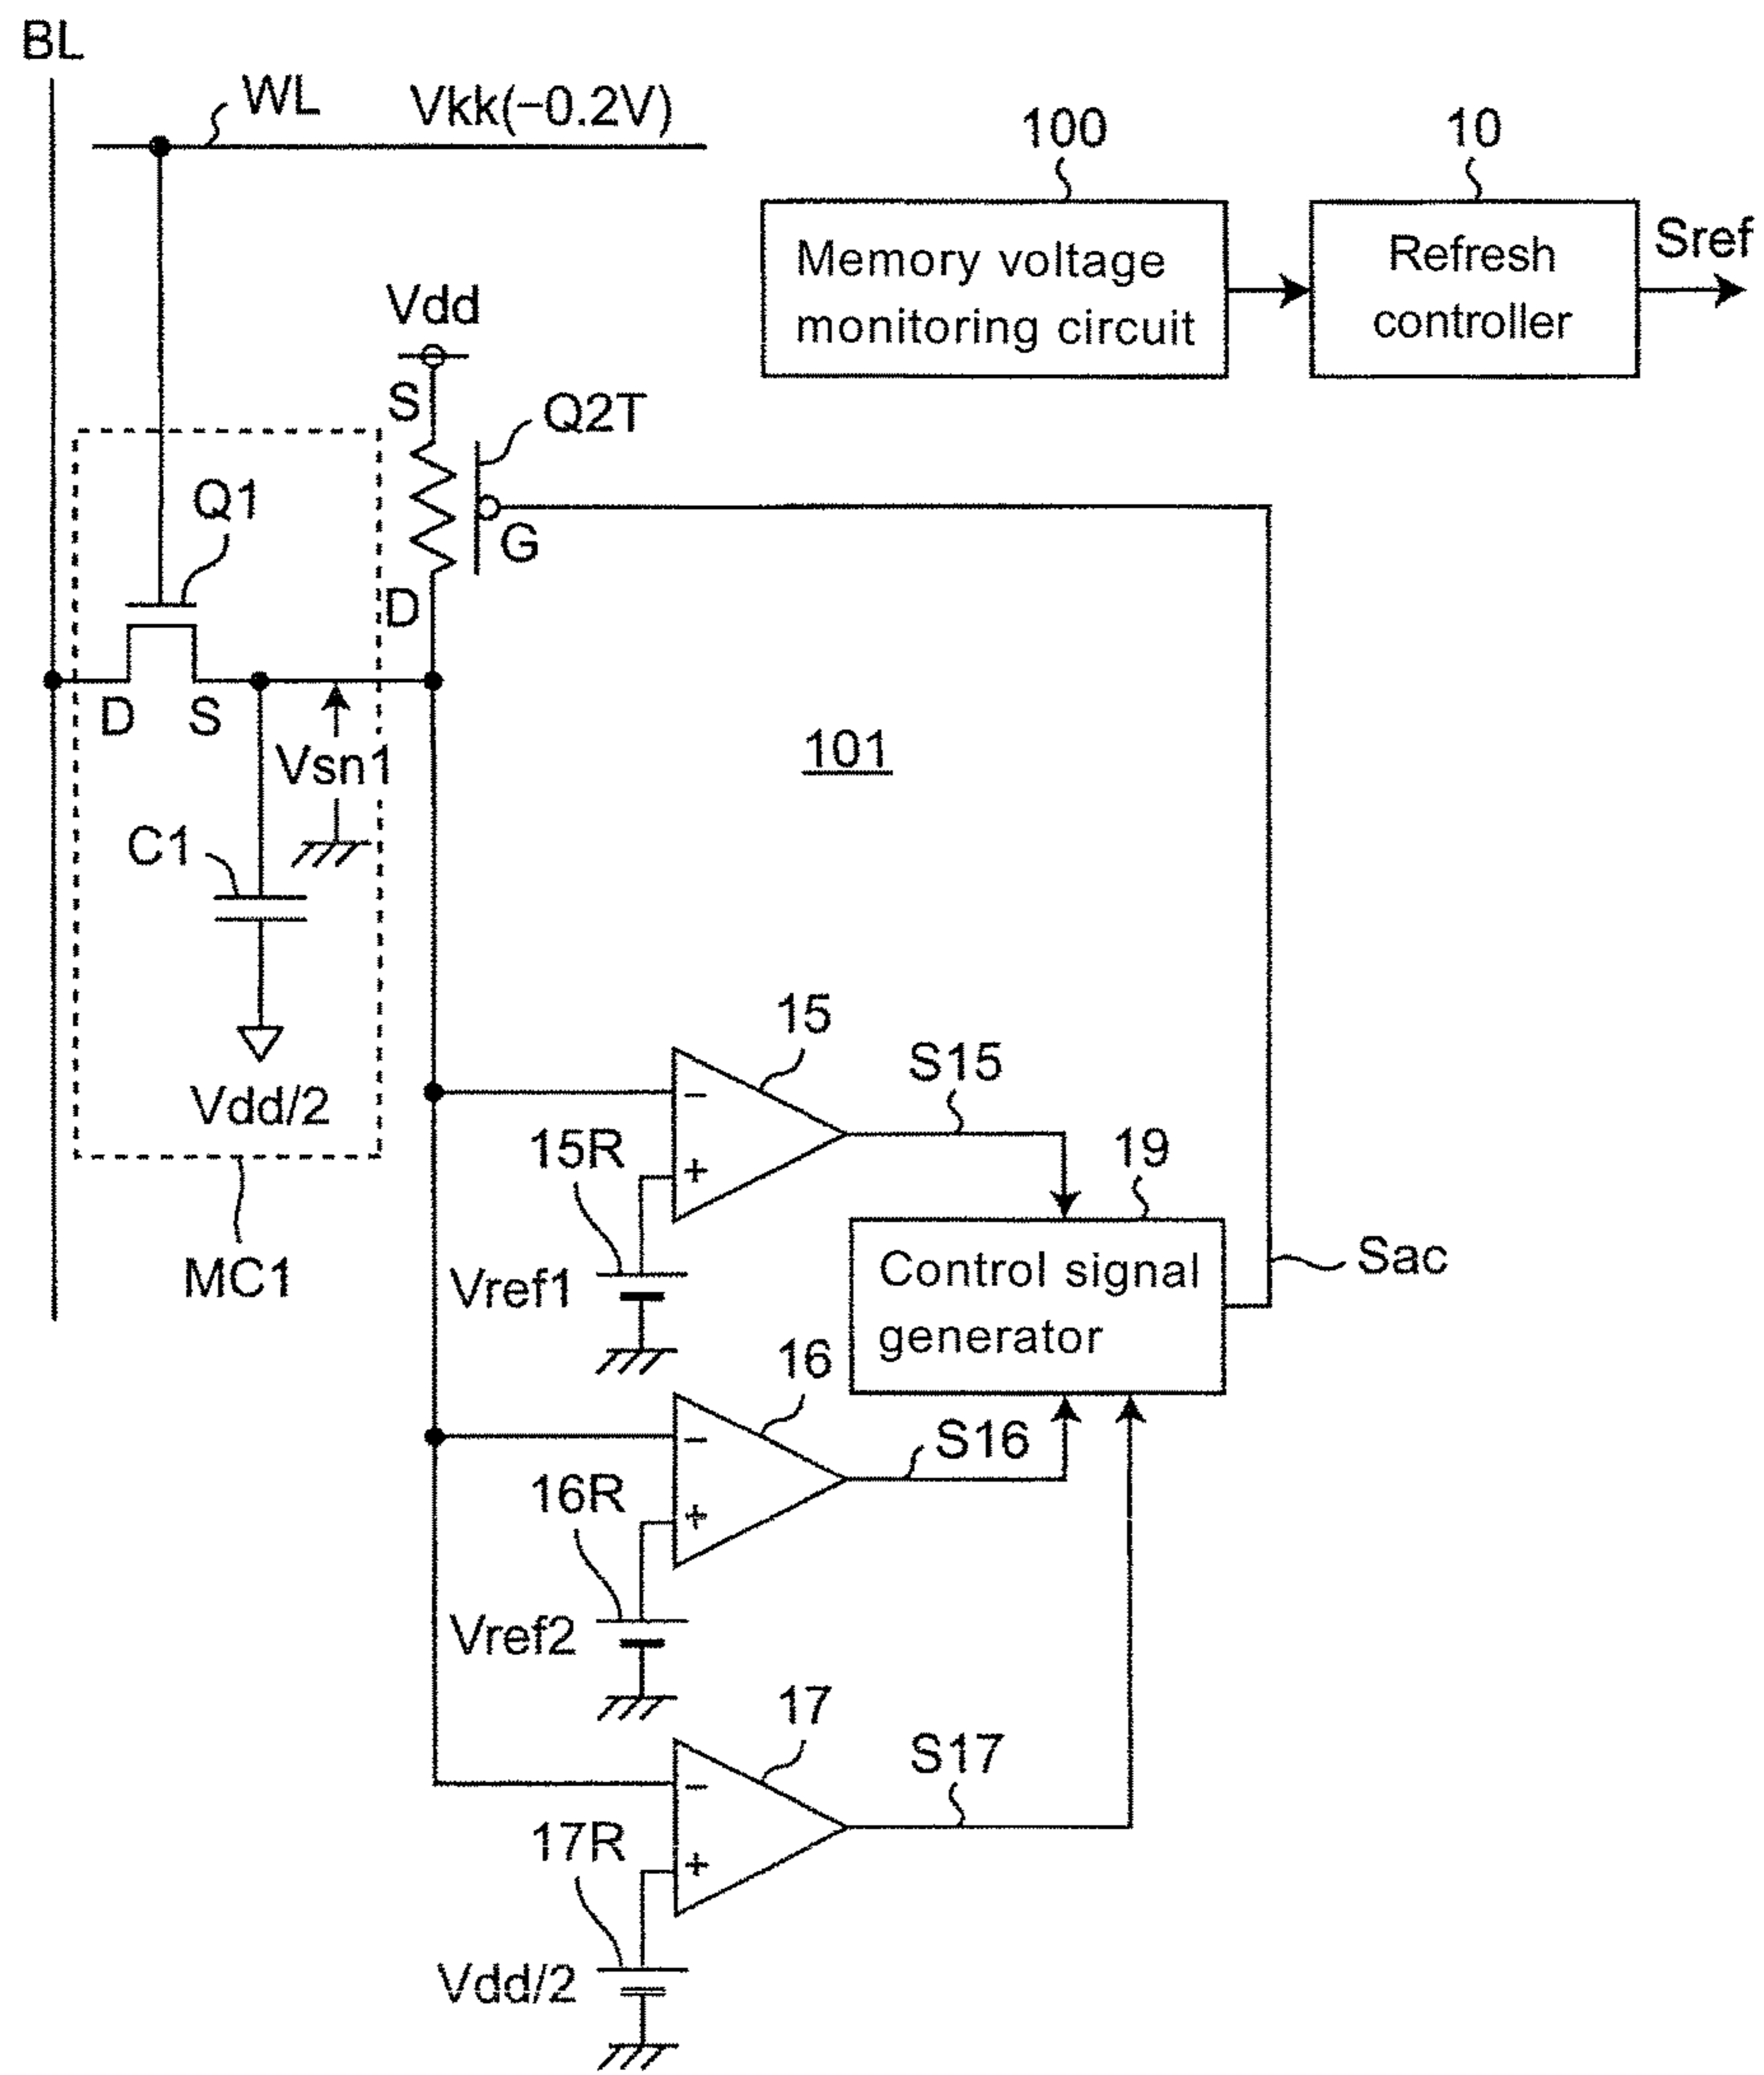 BL
WL
Vkk(−0.2V)
100
10
Memory voltage
monitoring circuit
Refresh
controller
Sref
Vdd
S
Q2T
G
D
Q1
D
S
Vsn1
C1
Vdd/2
MC1
101
15
S15
−
+
15R
Vref1
19
Control signal
generator
Sac
16
S16
−
+
16R
Vref2
17
S17
−
+
17R
Vdd/2